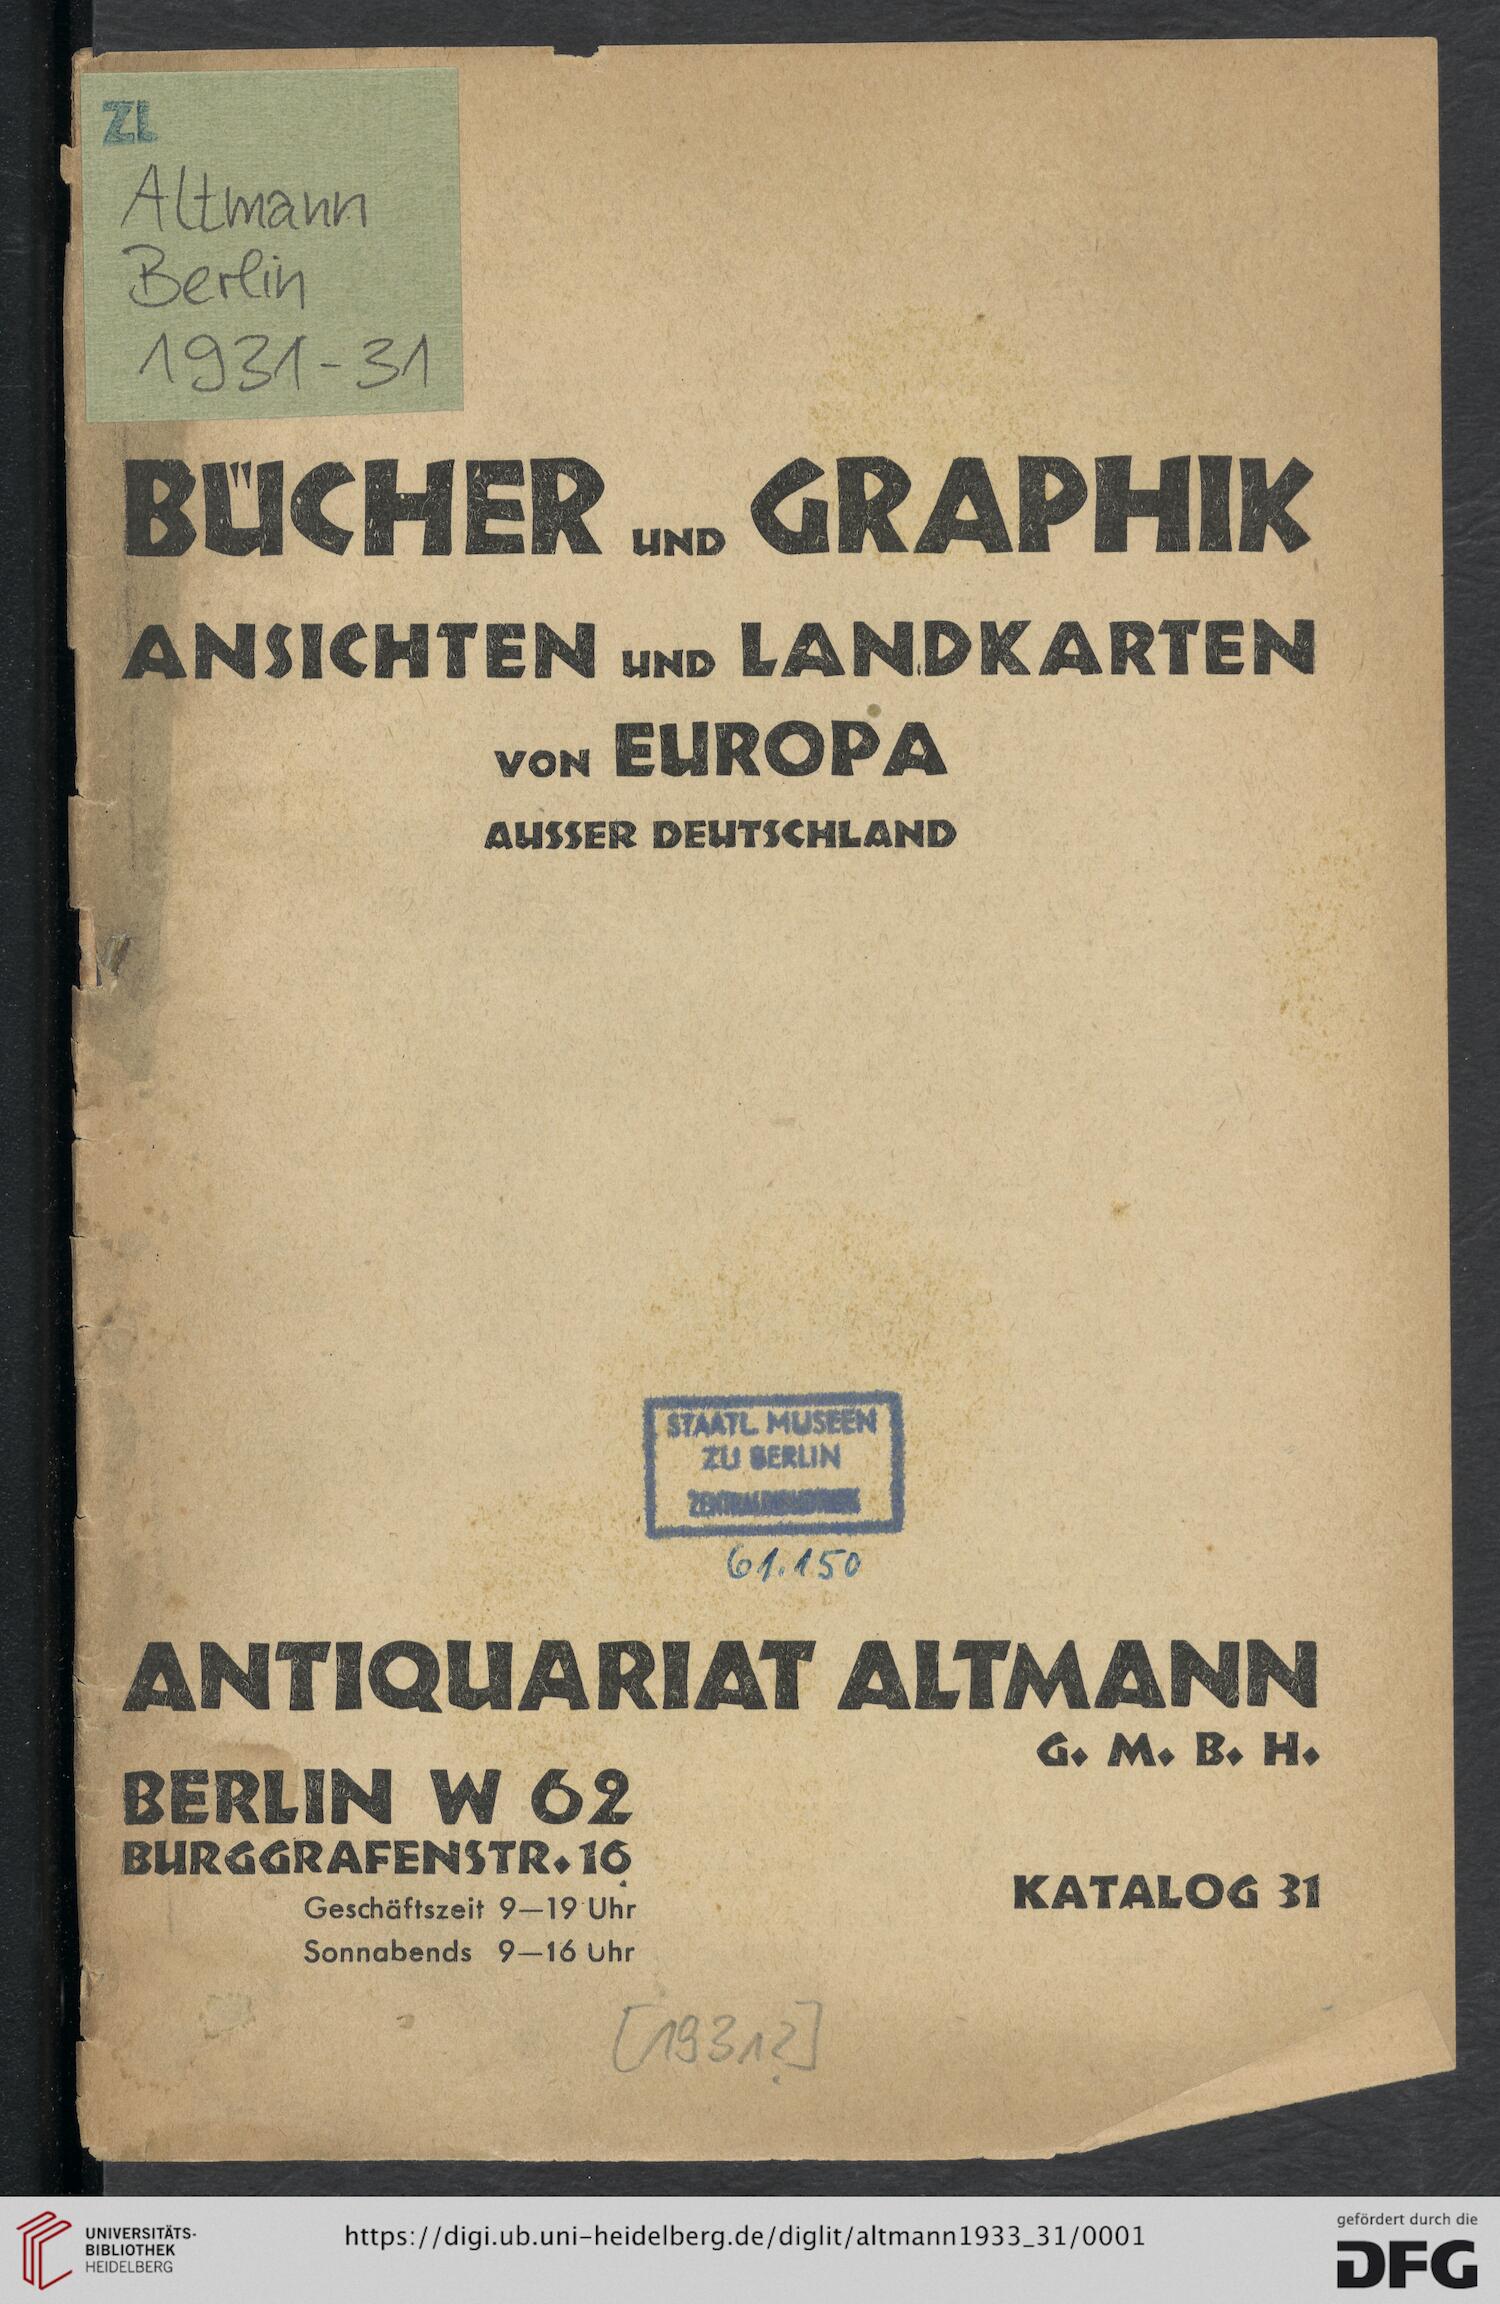 ZL
Altmann
Berlin
1931-31
BÜCHER UND GRAPHIK
ANSICHTEN UND LANDKARTEN
VON EUROPA
AUSSER DEUTSCHLAND
STAATL. MUSEEN
ZU BERLIN
ZENTRALBIBLIOTHEK
61.150
ANTIQUARIAT ALTMANN
G. M. B. H.
BERLIN W 62
BURGGRAFENSTR. 16
Geschäftszeit 9—19 Uhr
Sonnabends 9—16 Uhr
KATALOG 31
[1931?]
UNIVERSITÄTS-
BIBLIOTHEK
HEIDELBERG
https://digi.ub.uni-heidelberg.de/diglit/altmann1933_31/0001
gefördert durch die
DFG